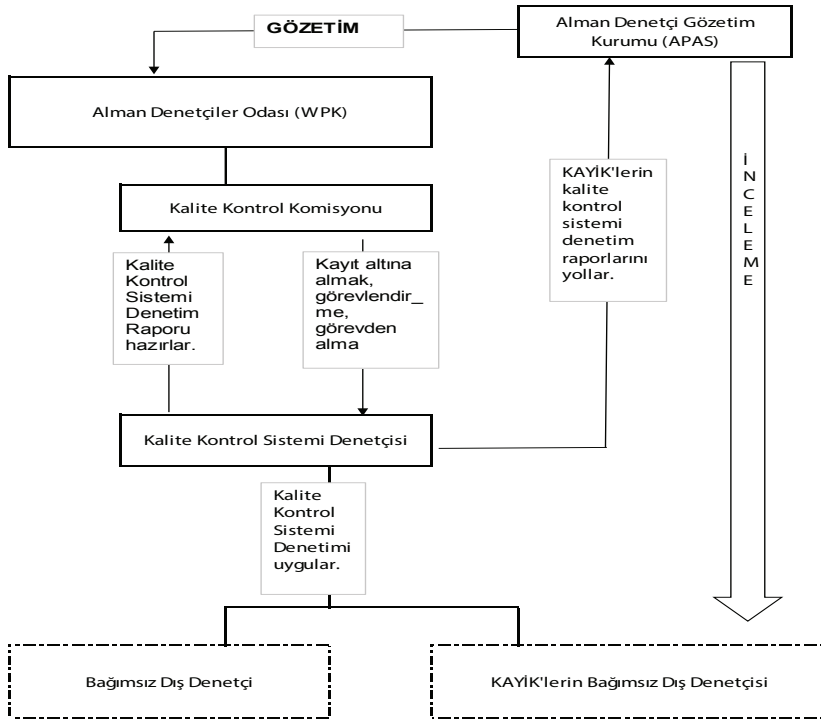 GÖZETİM
Alman Denetçi Gözetim
Kurumu (APAS)
Alman Denetçiler Odası (WPK)
Kalite Kontrol Komisyonu
Kalite
Kontrol
Sistemi
Denetim
Raporu
hazırlar.
Kayıt altına
almak,
görevlendir_
me,
görevden
alma
KAYİK'lerin
kalite
kontrol
sistemi
denetim
raporlarını
yollar.
İ
N
C
E
L
E
M
E
Kalite Kontrol Sistemi Denetçisi
Kalite
Kontrol
Sistemi
Denetimi
uygular.
Bağımsız Dış Denetçi
KAYİK'lerin Bağımsız Dış Denetçisi